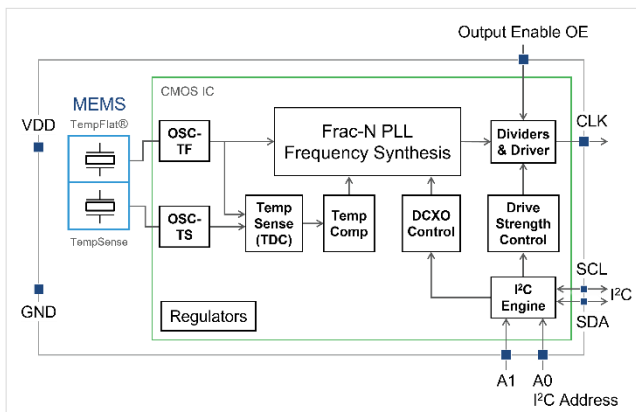 Output Enable OE
MEMS
TempFlat®
CMOS IC
VDD
CLK
OSC-
TF
Frac-N PLL
Frequency Synthesis
Dividers
& Driver
TempSense
OSC-
TS
Temp
Sense
(TDC)
Temp
Comp
DCXO
Control
Drive
Strength
Control
GND
Regulators
I²C
Engine
SCL
I²C
SDA
A1
A0
I²C Address